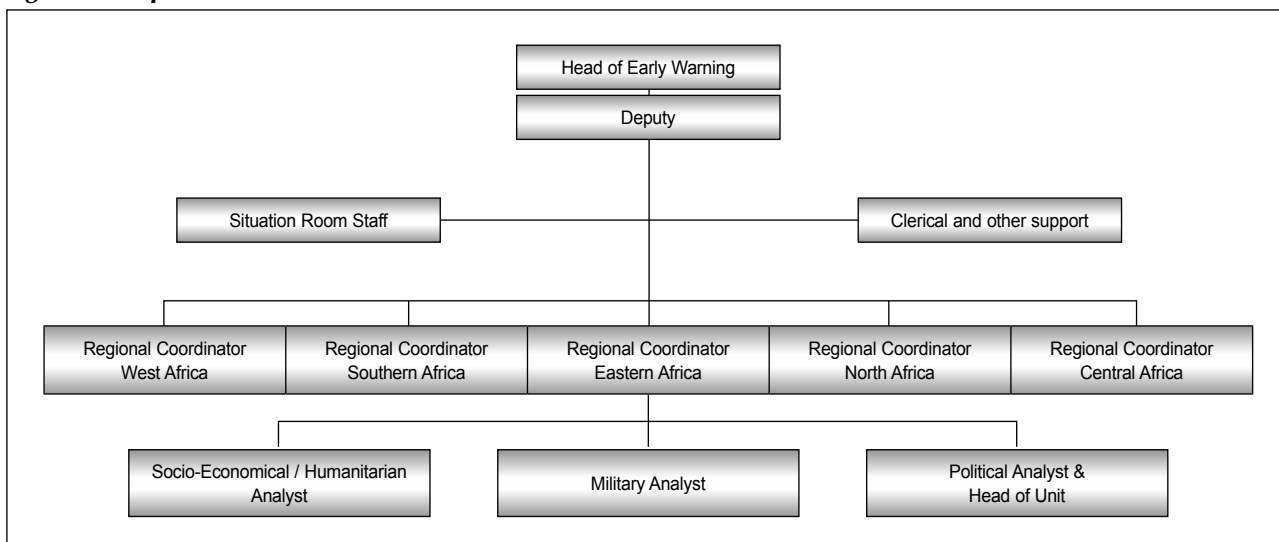 Head of Early Warning
Deputy
Situation Room Staff
Clerical and other support
Regional Coordinator
West Africa
Regional Coordinator
Southern Africa
Regional Coordinator
Eastern Africa
Regional Coordinator
North Africa
Regional Coordinator
Central Africa
Socio-Economical / Humanitarian
Analyst
Military Analyst
Political Analyst &
Head of Unit